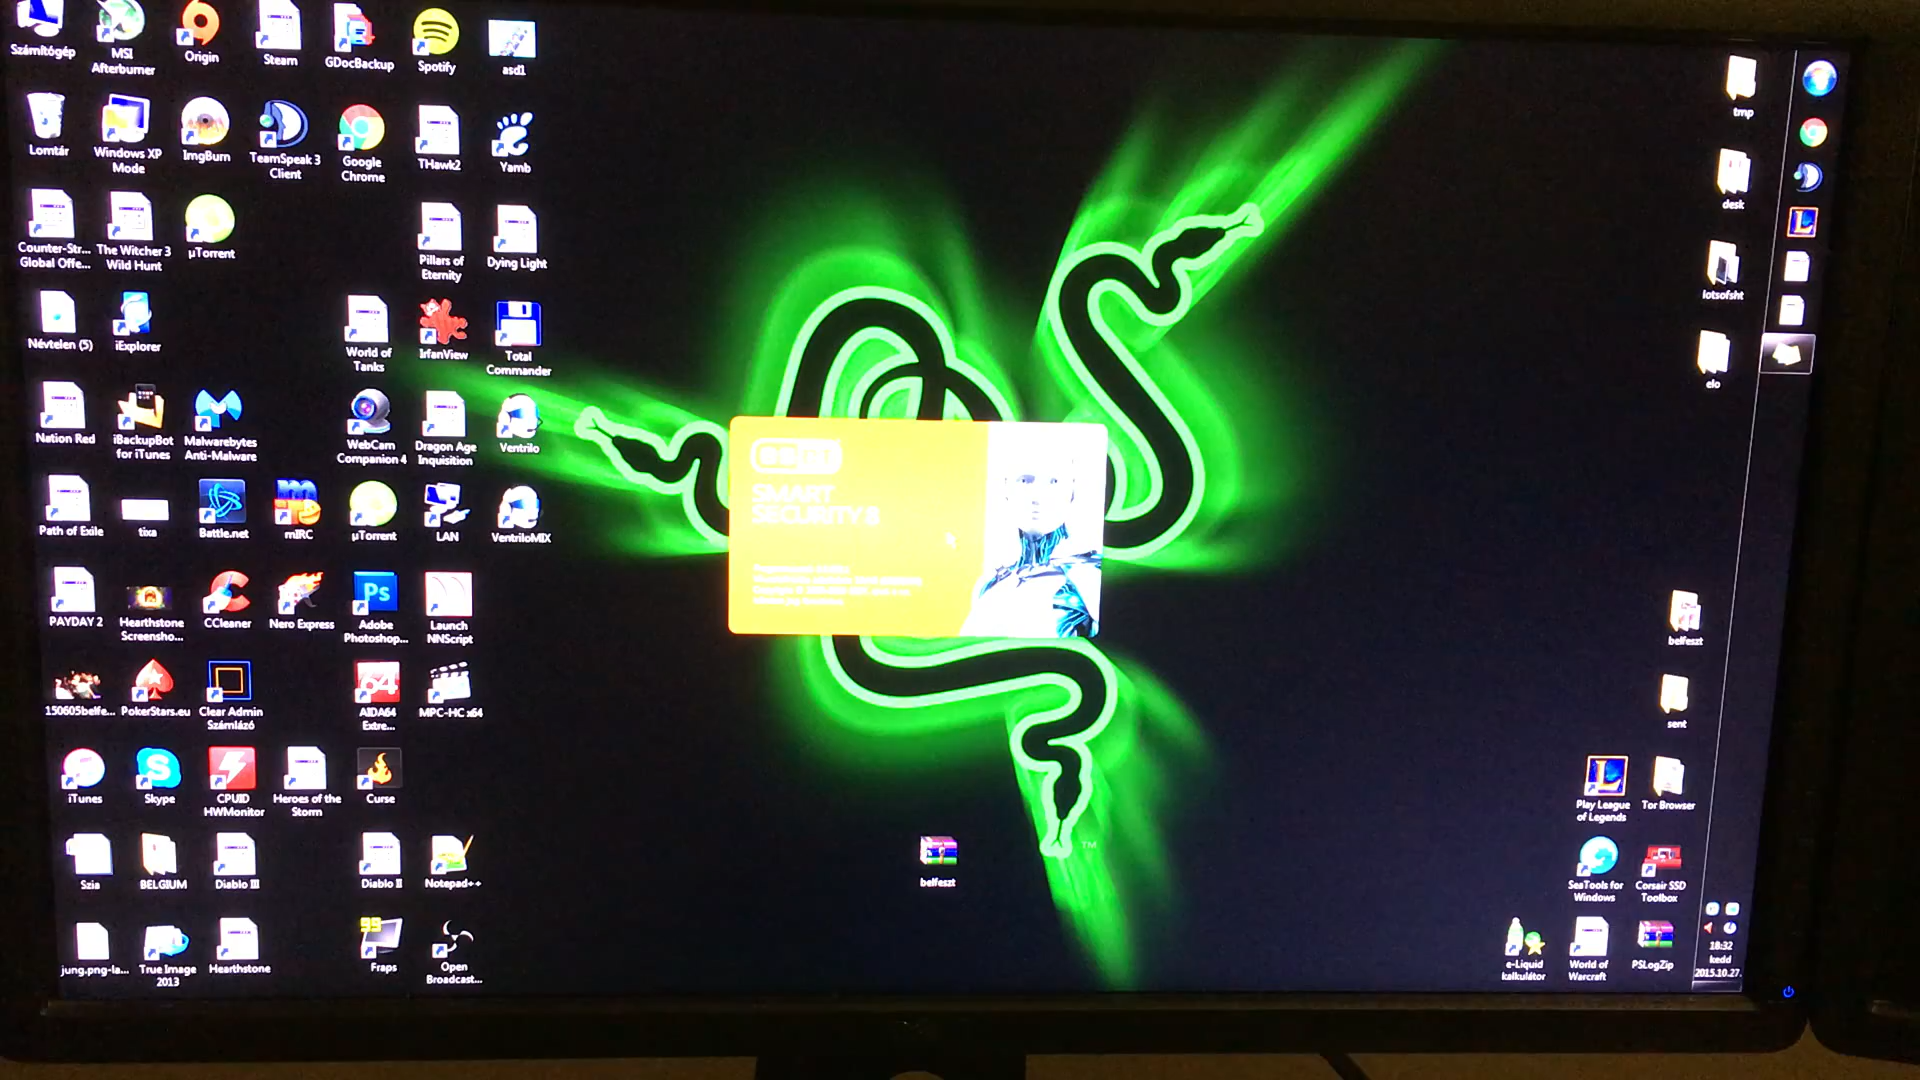 Számítógép
MSI
Afterburner
Origin
Steam
GDocBackup
Spotify
asd1
Lomtár
Windows XP
Mode
ImgBurn
TeamSpeak 3
Client
Google
Chrome
THawk2
Yamb
Counter-Str...
Global Offe...
The Witcher 3
Wild Hunt
µTorrent
Pillars of
Eternity
Dying Light
Névtelen (5)
iExplorer
World of
Tanks
IrfanView
Total
Commander
Nation Red
iBackupBot
for iTunes
Malwarebytes
Anti-Malware
WebCam
Companion 4
Dragon Age
Inquisition
Ventrilo
Path of Exile
tixa
Battle.net
mIRC
µTorrent
LAN
VentriloMIX
PAYDAY 2
Hearthstone
Screensho...
CCleaner
Nero Express
Ps
Adobe
Photoshop...
Launch
NNScript
150605belfe...
PokerStars.eu
Clear Admin
Számlázó
64
AIDA64
Extre...
MPC-HC x64
iTunes
Skype
CPUID
HWMonitor
Heroes of the
Storm
Curse
Szia
BELGIUM
Diablo III
Diablo II
Notepad++
jung.png-la...
True Image
2013
Hearthstone
99
Fraps
Open
Broadcast...
eset
SMART
SECURITY 8
TM
belfeszt
tmp
desk
lotsofsht
elo
belfeszt
sent
Play League
of Legends
Tor Browser
SeaTools for
Windows
Corsair SSD
Toolbox
e-Liquid
kalkulátor
World of
Warcraft
PSLogZip
18:32
kedd
2015.10.27.